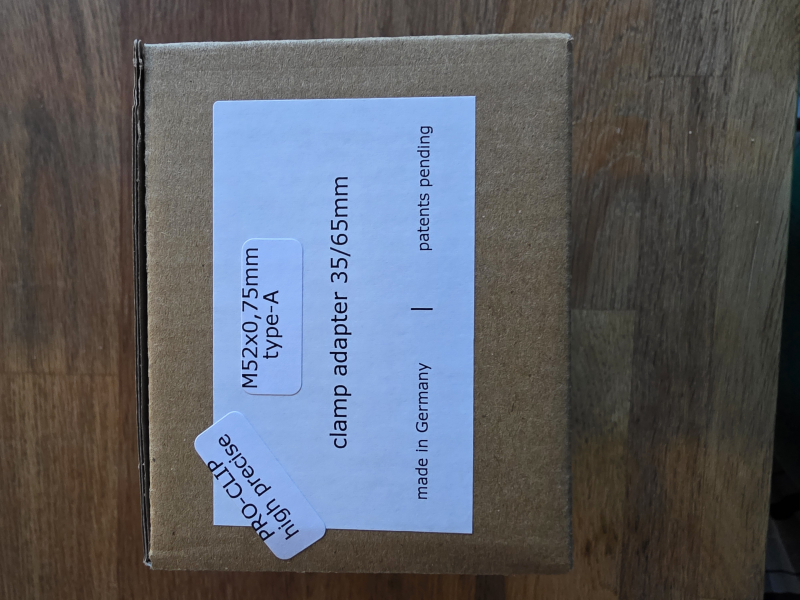 PRO-CLIP
high precise
M52x0,75mm
type-A
clamp adapter 35/65mm
made in Germany | patents pending